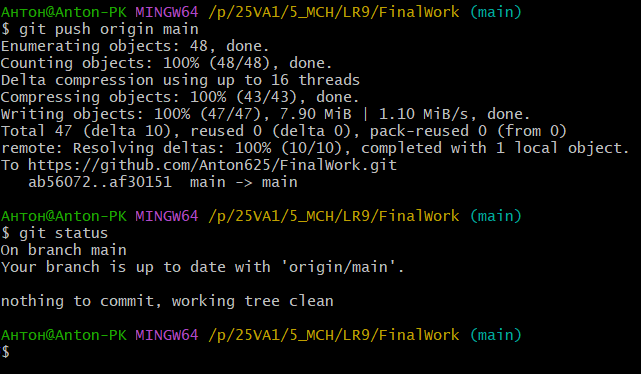 Антон@Anton-PK MINGW64 /p/25VA1/5_MCH/LR9/FinalWork (main)
$ git push origin main
Enumerating objects: 48, done.
Counting objects: 100% (48/48), done.
Delta compression using up to 16 threads
Compressing objects: 100% (43/43), done.
Writing objects: 100% (47/47), 7.90 MiB | 1.10 MiB/s, done.
Total 47 (delta 10), reused 0 (delta 0), pack-reused 0 (from 0)
remote: Resolving deltas: 100% (10/10), completed with 1 local object.
To https://github.com/Anton625/FinalWork.git
   ab56072..af30151  main -> main
Антон@Anton-PK MINGW64 /p/25VA1/5_MCH/LR9/FinalWork (main)
$ git status
On branch main
Your branch is up to date with 'origin/main'.
nothing to commit, working tree clean
Антон@Anton-PK MINGW64 /p/25VA1/5_MCH/LR9/FinalWork (main)
$